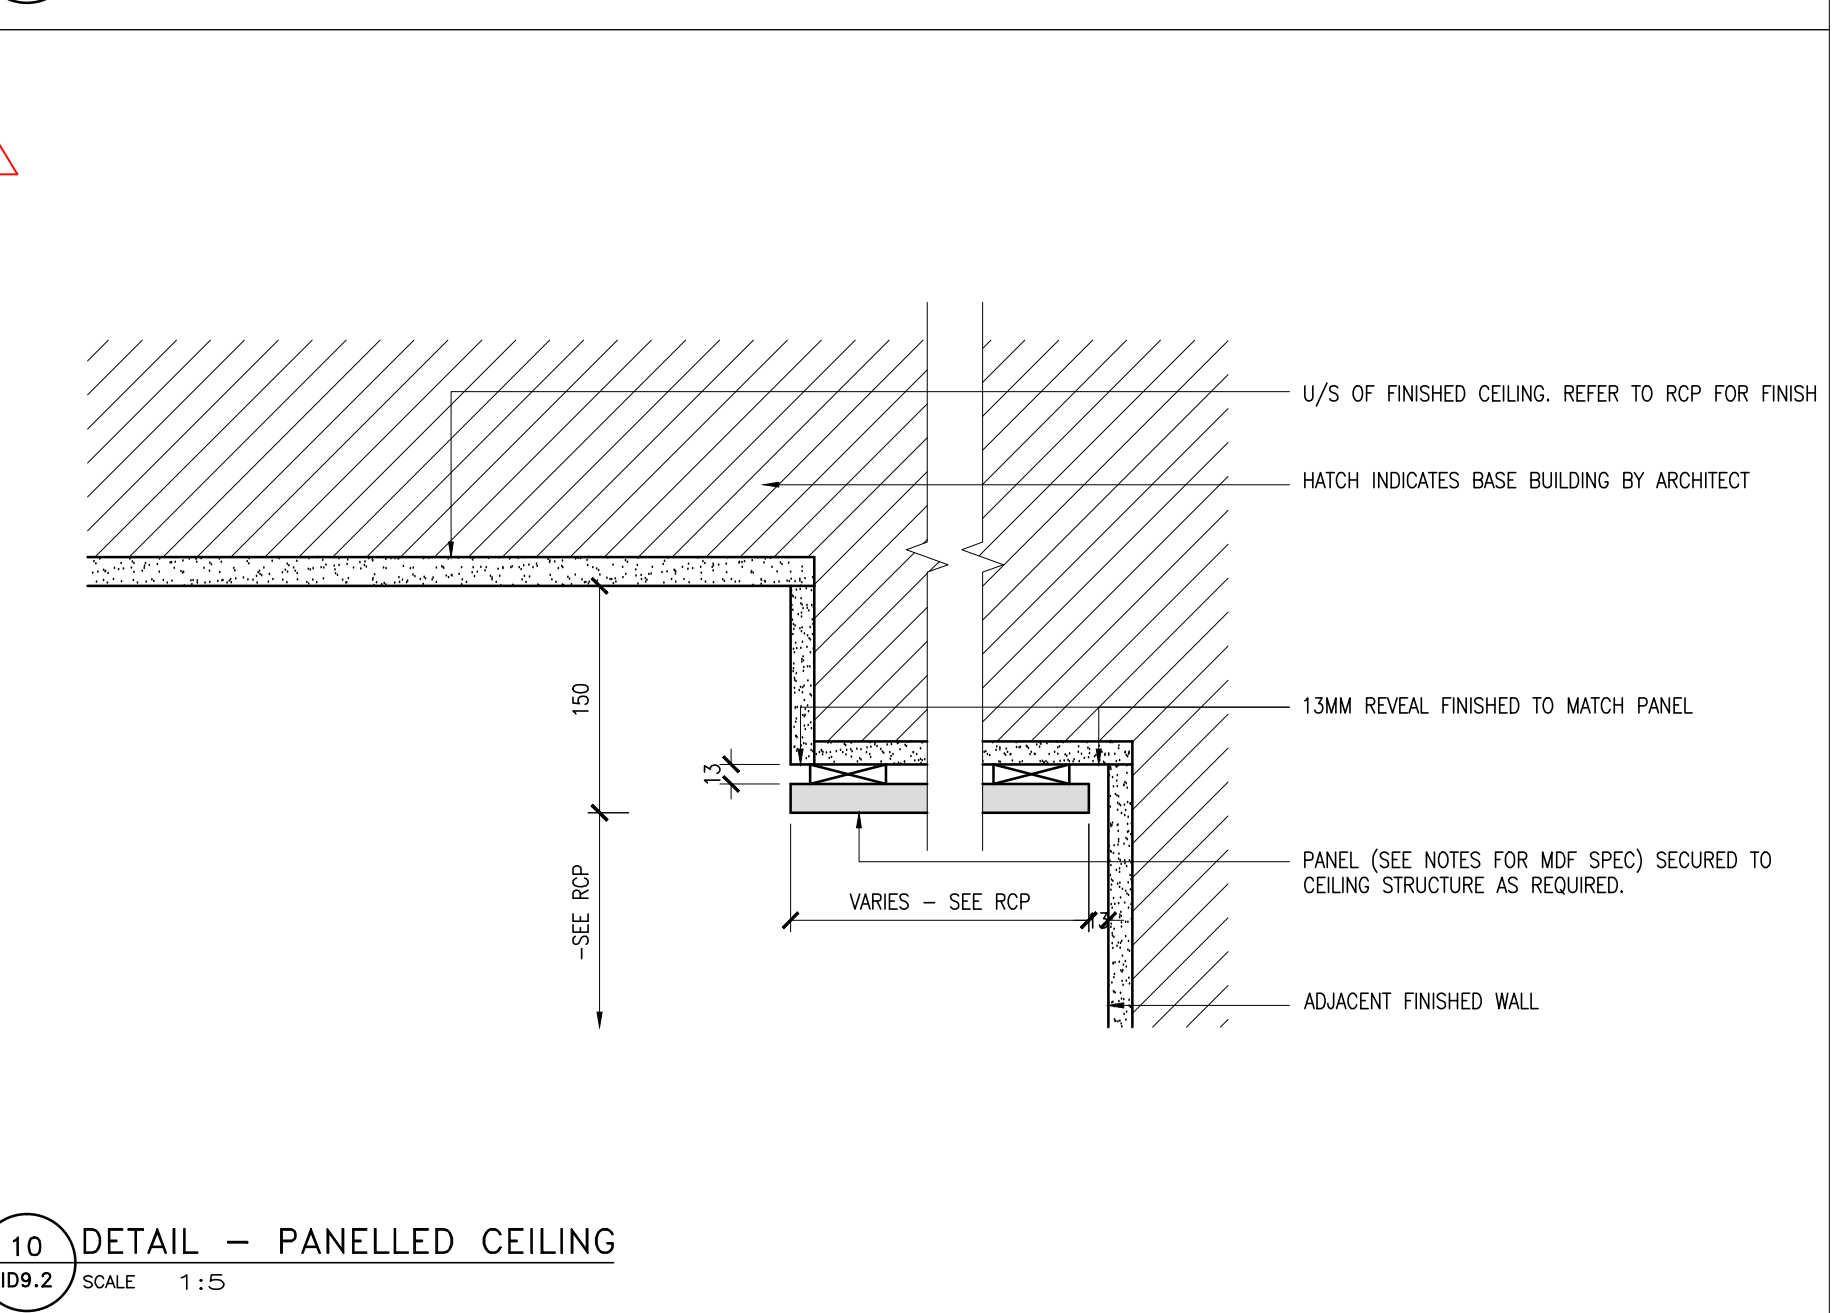 U/S OF FINISHED CEILING. REFER TO RCP FOR FINISH
HATCH INDICATES BASE BUILDING BY ARCHITECT
150
13MM REVEAL FINISHED TO MATCH PANEL
13
PANEL (SEE NOTES FOR MDF SPEC) SECURED TO
CEILING STRUCTURE AS REQUIRED.
-SEE RCP
VARIES - SEE RCP
13
ADJACENT FINISHED WALL
10
ID9.2
DETAIL - PANELLED CEILING
SCALE 1:5